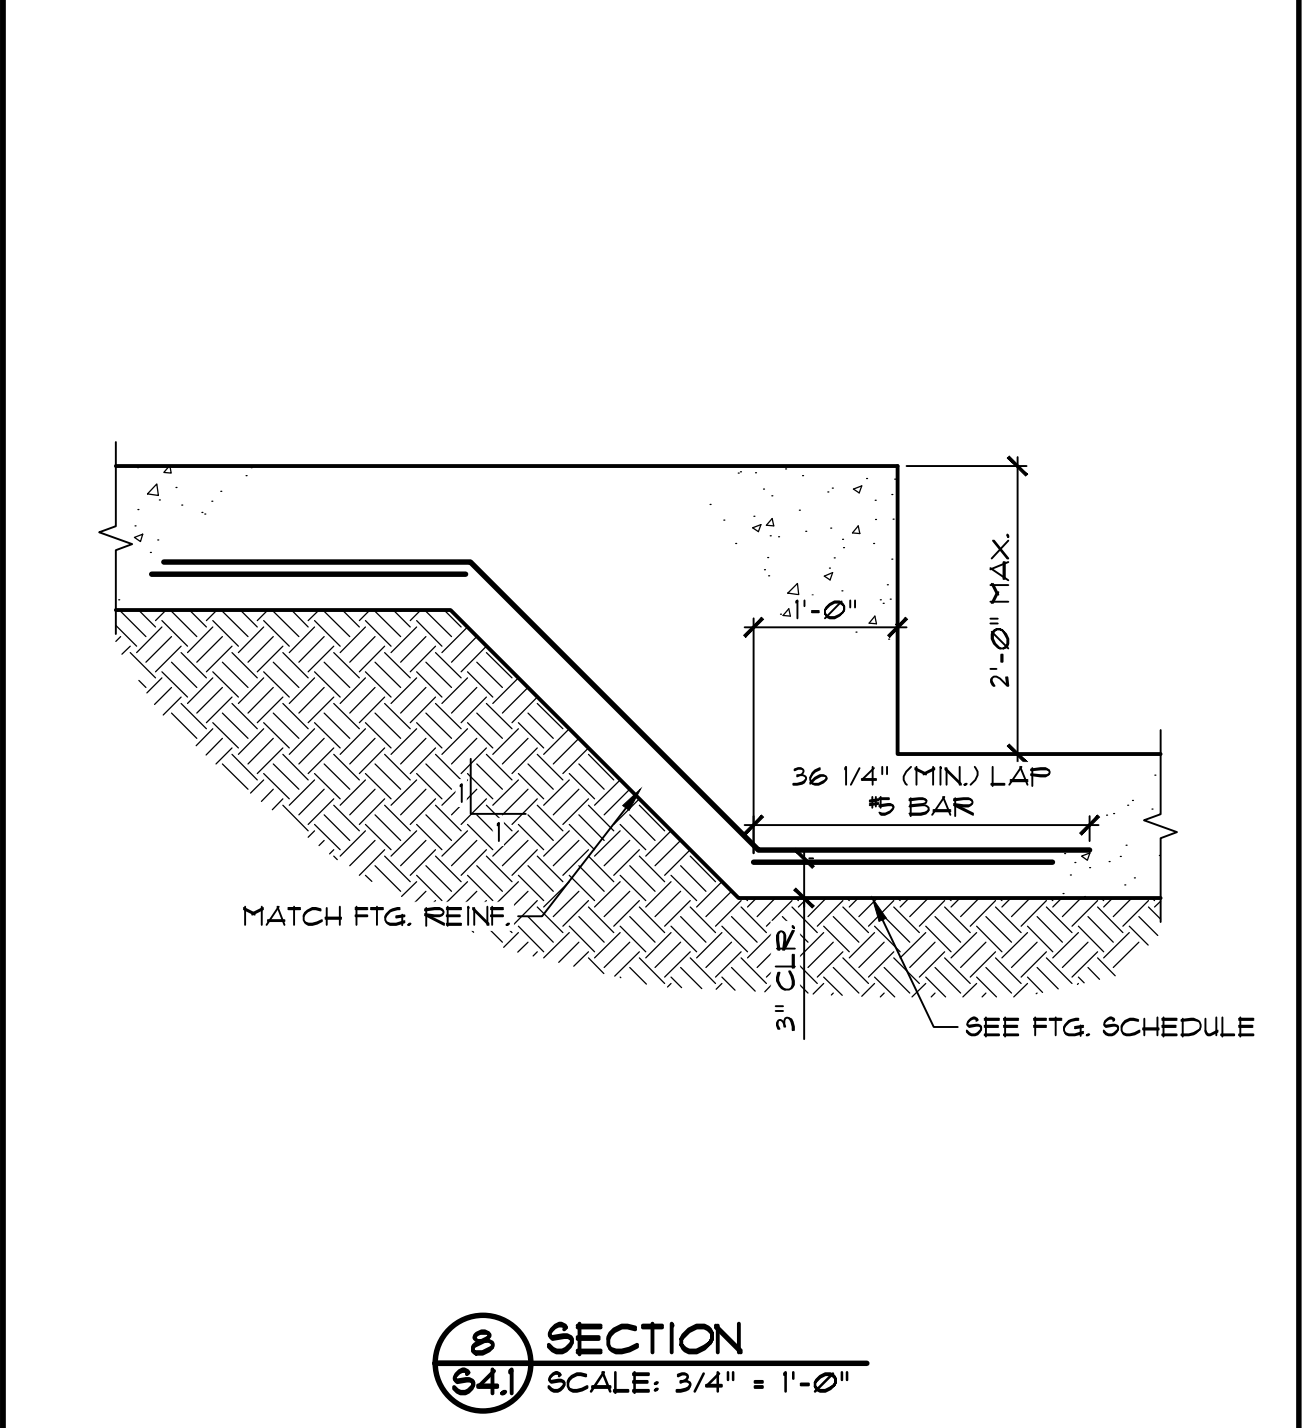 1'-0"
2'-0" MAX.
36 1/4" (MIN.) LAP
#5 BAR
1
1
MATCH FTG. REINF.
3" CLR.
SEE FTG. SCHEDULE
8
S4.1
SECTION
SCALE: 3/4" = 1'-0"